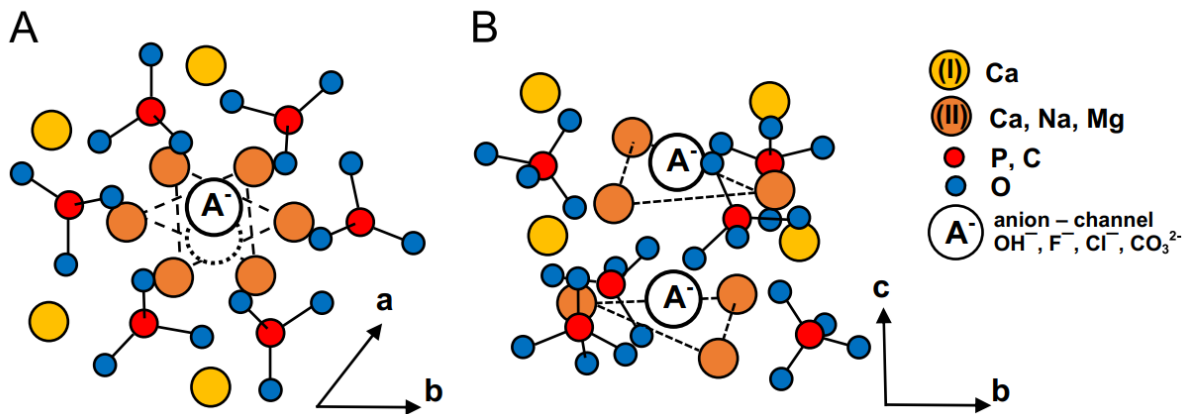 A
B
A⁻
a
b
A⁻
A⁻
c
b
(I) Ca
(II) Ca, Na, Mg
P, C
O
A⁻ anion – channel
OH⁻, F⁻, Cl⁻, CO₃²⁻